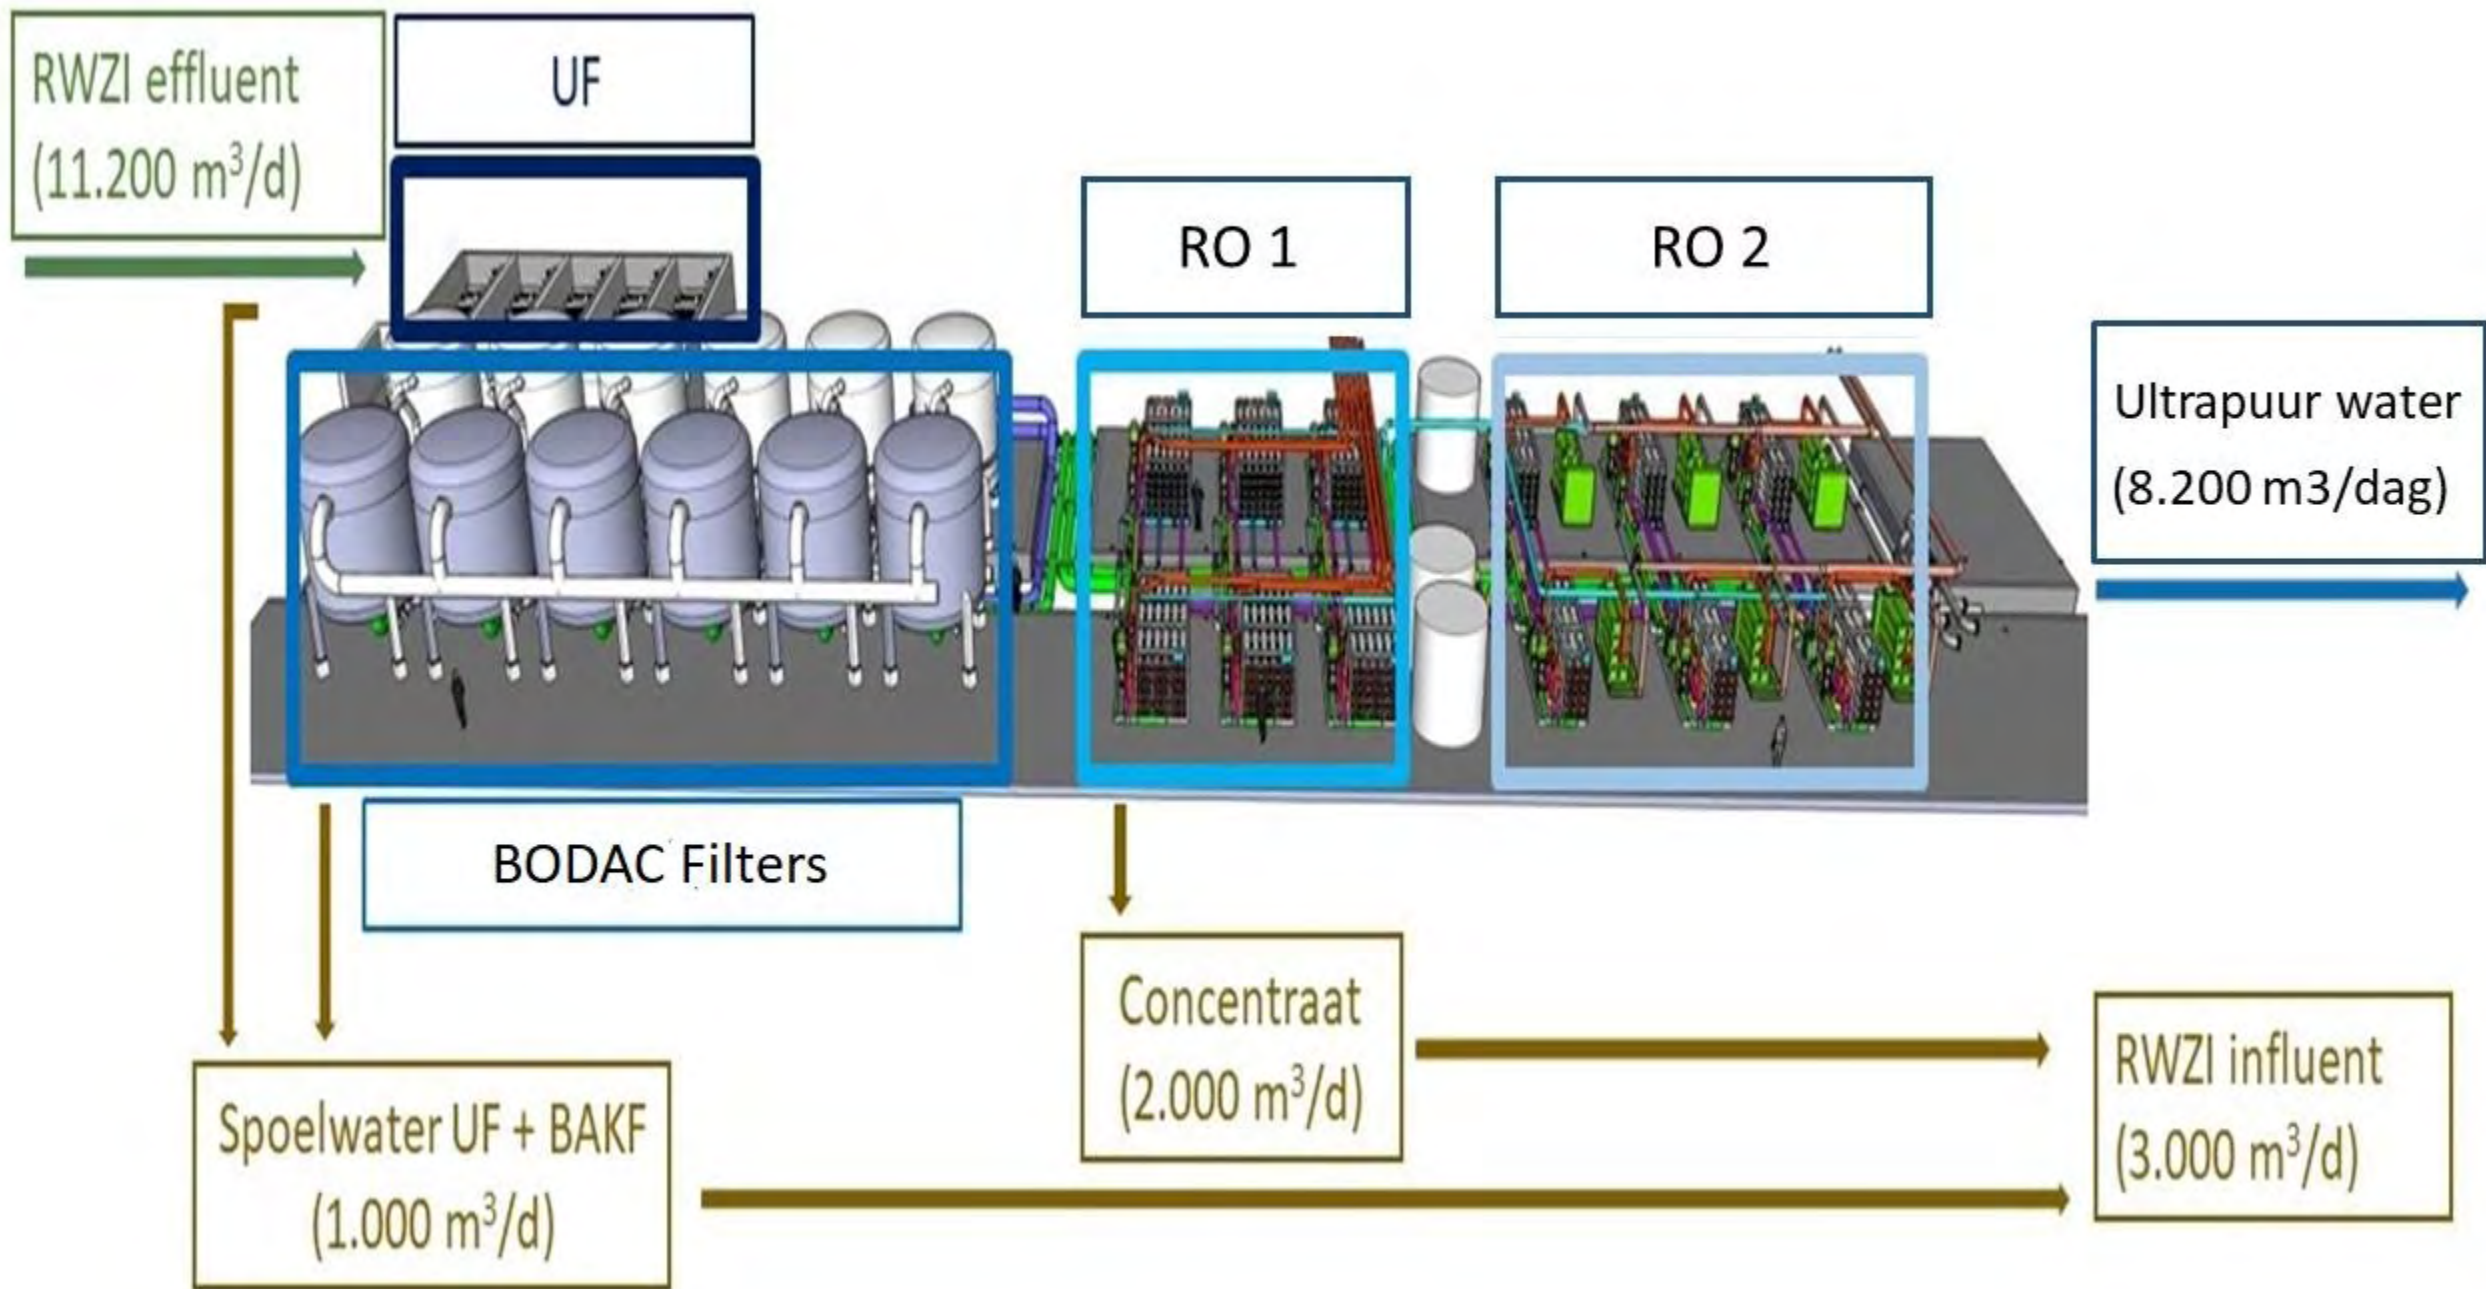 RWZI effluent
(11.200 m³/d)
UF
RO 1
RO 2
Ultrapuur water
(8.200 m3/dag)
BODAC Filters
Concentraat
(2.000 m³/d)
RWZI influent
(3.000 m³/d)
Spoelwater UF + BAKF
(1.000 m³/d)